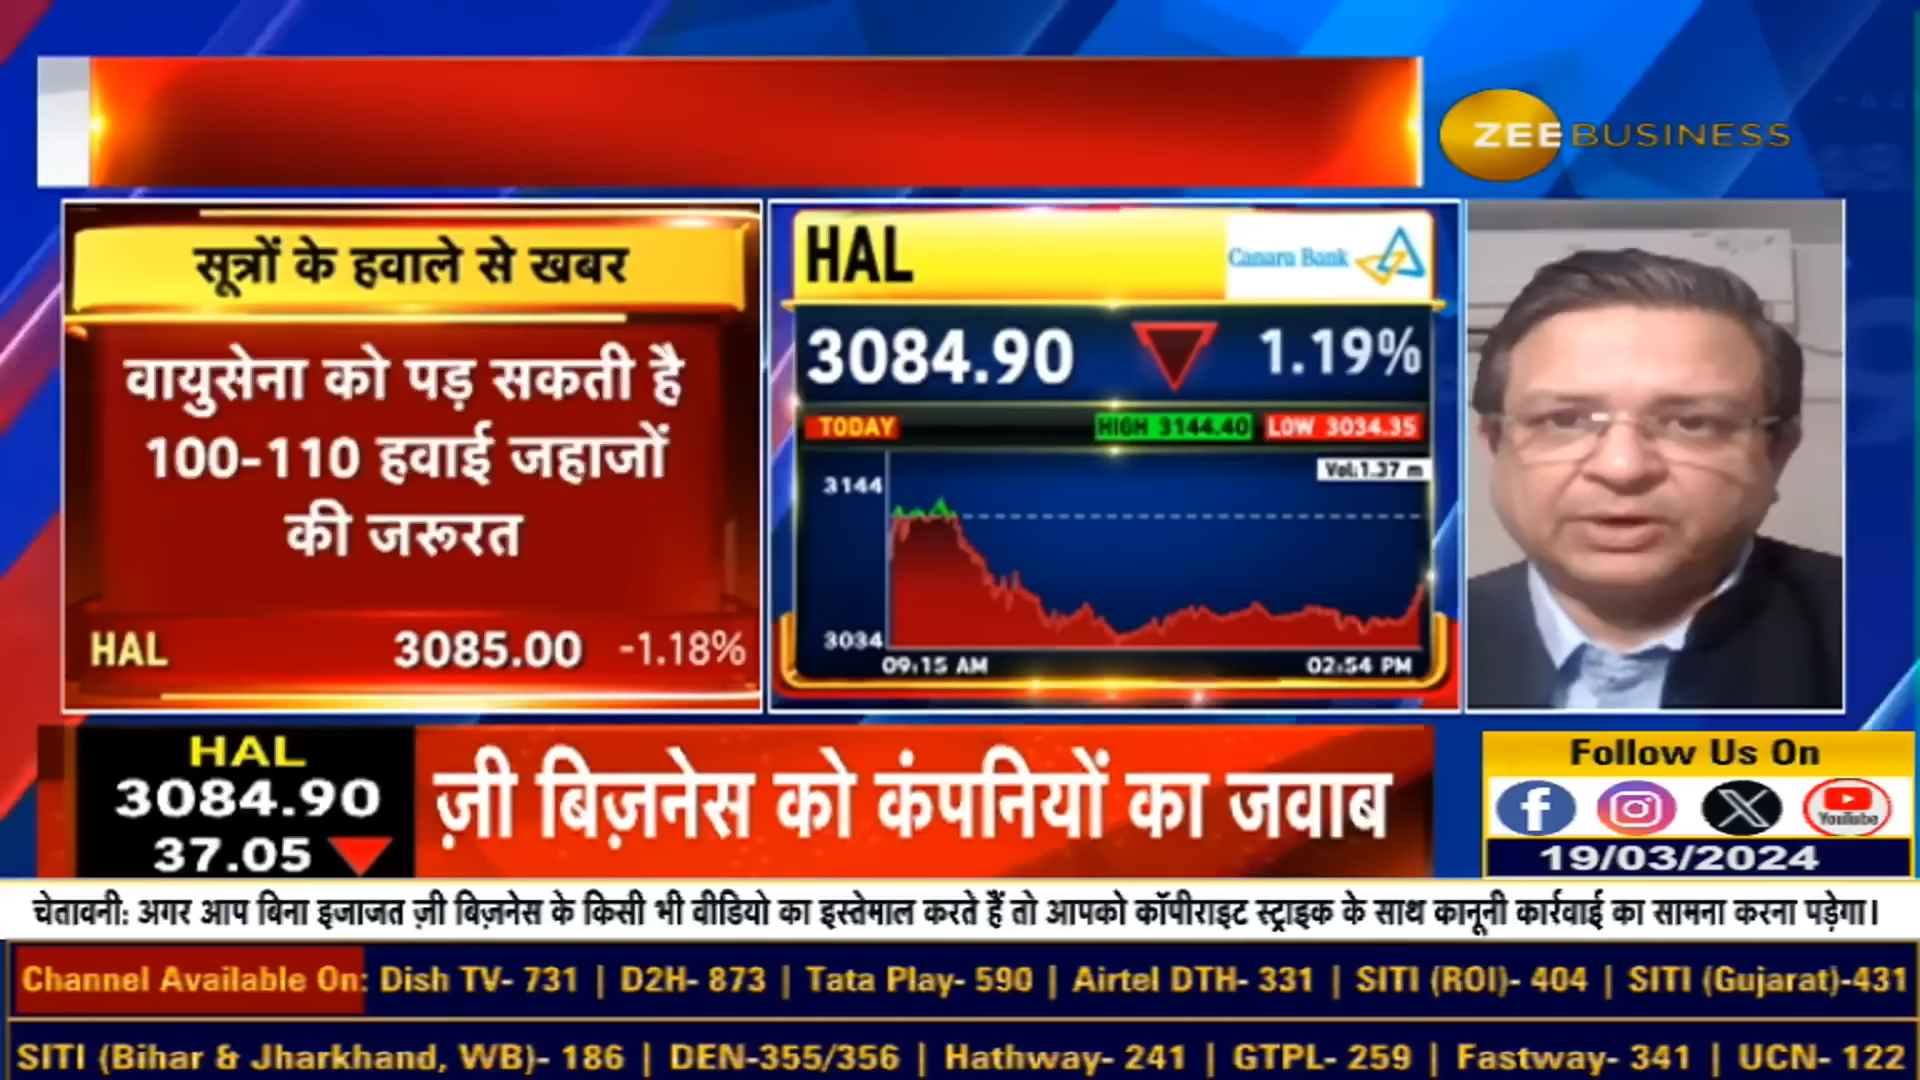 ZEE BUSINESS
सूत्रों के हवाले से खबर
वायुसेना को पड़ सकती है
100-110 हवाई जहाजों
की जरूरत
HAL 3085.00 -1.18%
HAL
Canara Bank
3084.90 1.19%
TODAY HIGH 3144.40 LOW 3034.35
Vol:1.37 m
3144
3034
09:15 AM 02:54 PM
HAL
3084.90
37.05
ज़ी बिज़नेस को कंपनियों का जवाब
Follow Us On
YouTube
19/03/2024
चेतावनी: अगर आप बिना इजाजत ज़ी बिज़नेस के किसी भी वीडियो का इस्तेमाल करते हैं तो आपको कॉपीराइट स्ट्राइक के साथ कानूनी कार्रवाई का सामना करना पड़ेगा।
Channel Available On: Dish TV- 731 | D2H- 873 | Tata Play- 590 | Airtel DTH- 331 | SITI (ROI)- 404 | SITI (Gujarat)-431
SITI (Bihar & Jharkhand, WB)- 186 | DEN-355/356 | Hathway- 241 | GTPL- 259 | Fastway- 341 | UCN- 122